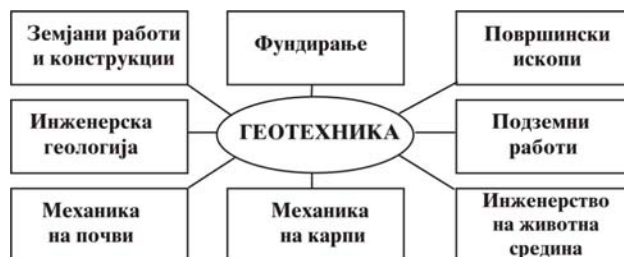 Земјани работи
и конструкции
Фундирање
Површински
ископи
Инженерска
геологија
ГЕОТЕХНИКА
Подземни
работи
Механика
на почви
Механика
на карпи
Инженерство
на животна
средина